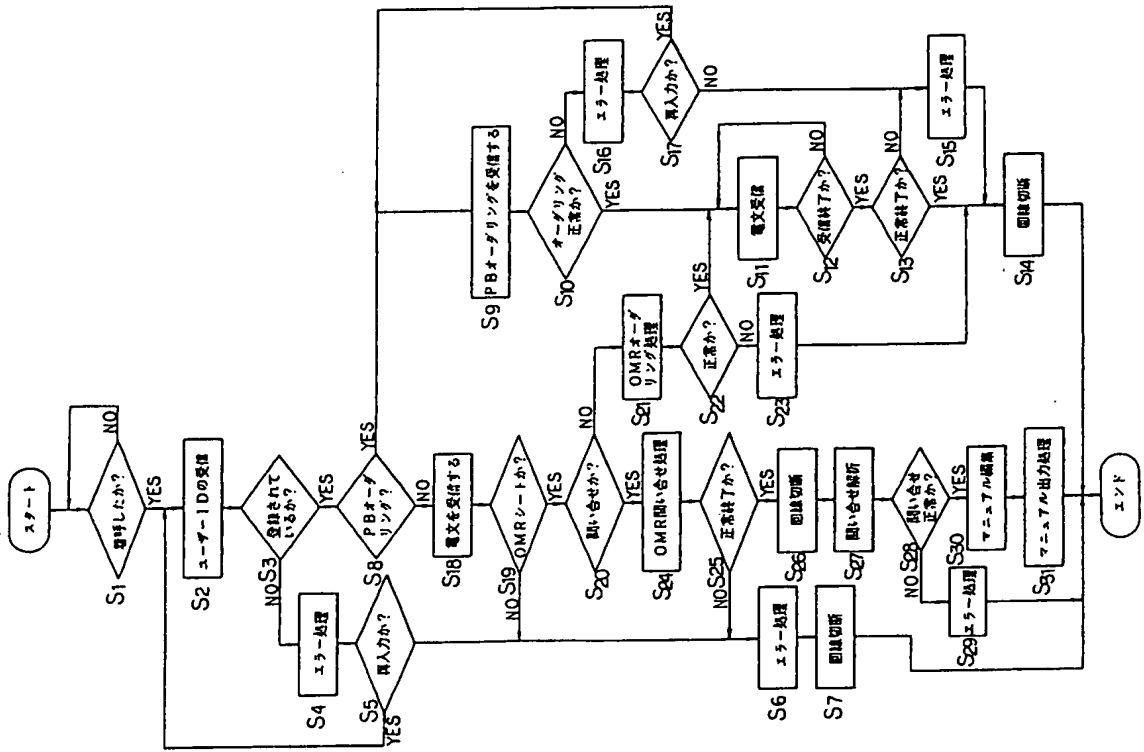 スタート
着呼したか?
S1
NO
YES
ユーザーIDの受信
S2
登録されて
いるか?
NO
S3
YES
エラー処理
S4
再入力か?
S5
YES
PBオーダ
リング?
S8
YES
NO
電文を受信する
S18
OMRシートか?
NO
S19
YES
問い合せか?
S20
NO
YES
OMR問い合せ処理
S24
正常終了か?
NO
S25
YES
回線切断
S26
問い合せ解析
S27
問い合せ
正常か?
NO
S28
YES
エラー処理
S29
S30
マニュアル編集
マニュアル出力処理
S31
エラー処理
S6
回線切断
S7
OMRオーダ
リング処理
S21
正常か?
S22
YES
NO
エラー処理
S23
S9
PBオーダリングを受信する
オーダリング
正常か?
S10
NO
YES
エラー処理
S16
再入力か?
S17
YES
NO
電文受信
S11
受信終了か?
S12
NO
YES
正常終了か?
S13
NO
YES
エラー処理
S15
回線切断
S14
エンド